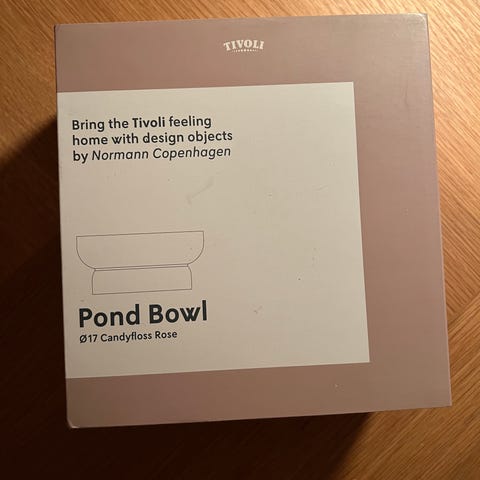 TIVOLI
Bring the Tivoli feeling
home with design objects
by Normann Copenhagen
Pond Bowl
Ø17 Candyfloss Rose